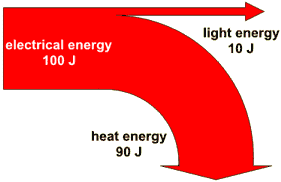 electrical energy
100 J
light energy
10 J
heat energy
90 J